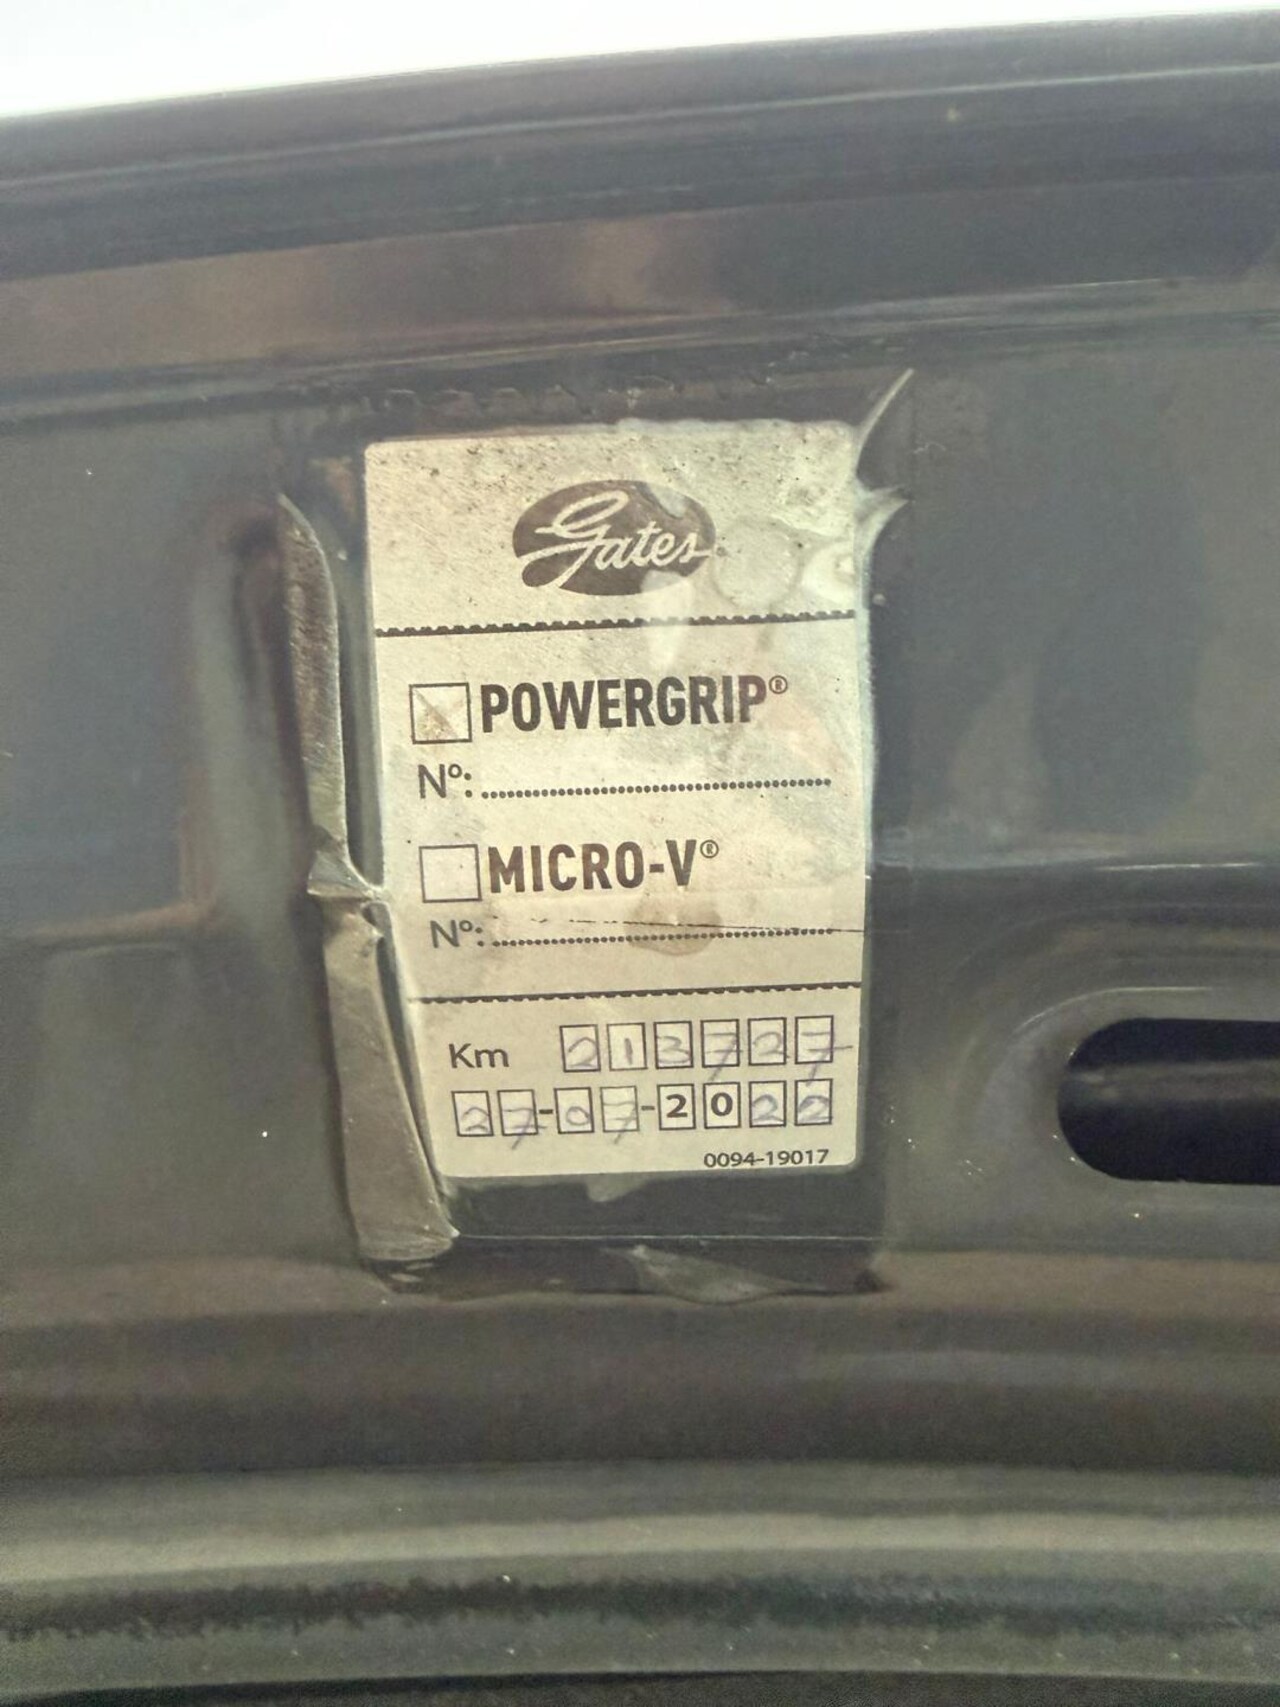 Gates
POWERGRIP®
Nº:
MICRO-V®
Nº:
Km 213727
27-07-2022
0094-19017